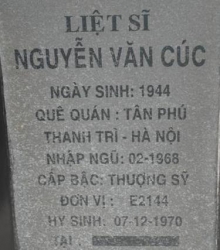 LIỆT SĨ
NGUYỄN VĂN CÚC
NGÀY SINH: 1944
QUÊ QUÁN : TÂN PHÚ
THANH TRÌ - HÀ NỘI
NHẬP NGŨ: 02-1968
CẤP BẬC: THƯỢNG SỸ
ĐƠN VỊ : E2144
HY SINH: 07-12-1970
TẠI :